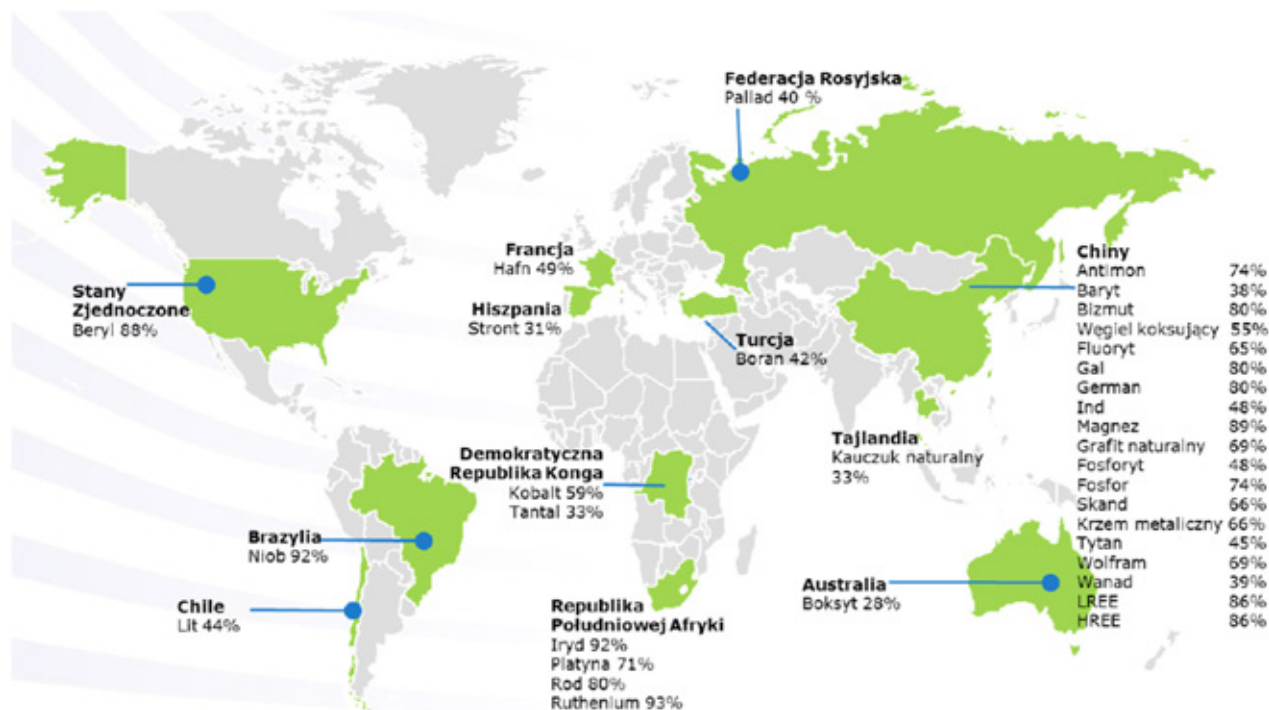 Federacja Rosyjska
Pallad 40 %
Francja
Hafn 49%
Hiszpania
Stront 31%
Stany
Zjednoczone
Beryl 88%
Turcja
Boran 42%
Chiny
Antimon 74%
Baryt 38%
Bizmut 80%
Węgiel koksujący 55%
Fluoryt 65%
Gal 80%
German 80%
Ind 48%
Magnez 89%
Grafit naturalny 69%
Fosforyt 48%
Fosfor 74%
Skand 66%
Krzem metaliczny 66%
Tytan 45%
Wolfram 69%
Wanad 39%
LREE 86%
HREE 86%
Tajlandia
Kauczuk naturalny
33%
Demokratyczna
Republika Konga
Kobalt 59%
Tantal 33%
Brazylia
Niob 92%
Chile
Lit 44%
Republika
Południowej Afryki
Iryd 92%
Platyna 71%
Rod 80%
Ruthenium 93%
Australia
Boksyt 28%